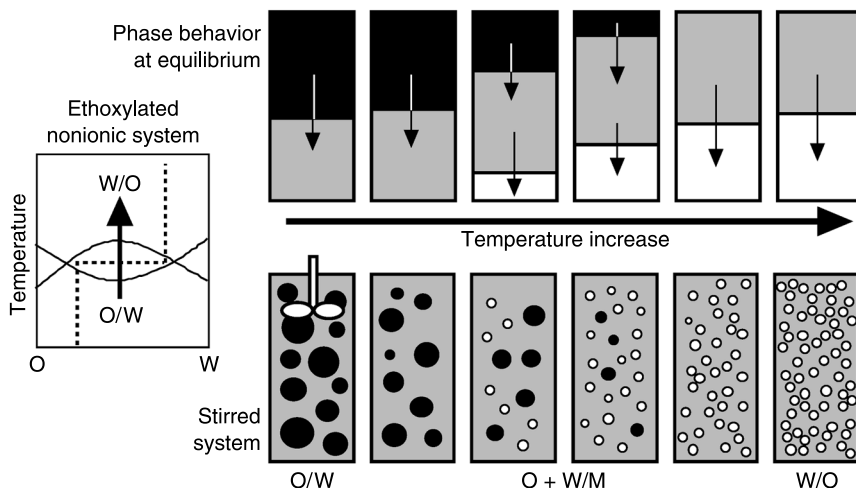 Phase behavior
at equilibrium
Ethoxylated
nonionic system
W/O
Temperature
O/W
O
W
Temperature increase
Stirred
system
O/W
O + W/M
W/O